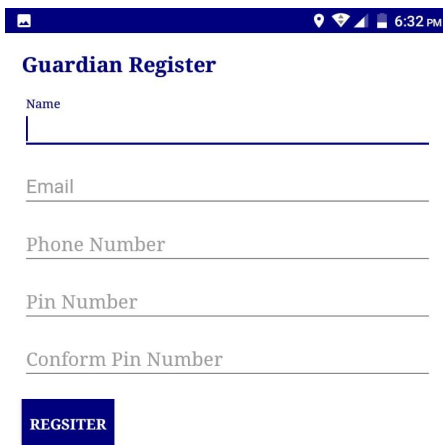 6:32 PM
Guardian Register
Name
Email
Phone Number
Pin Number
Conform Pin Number
REGSITER